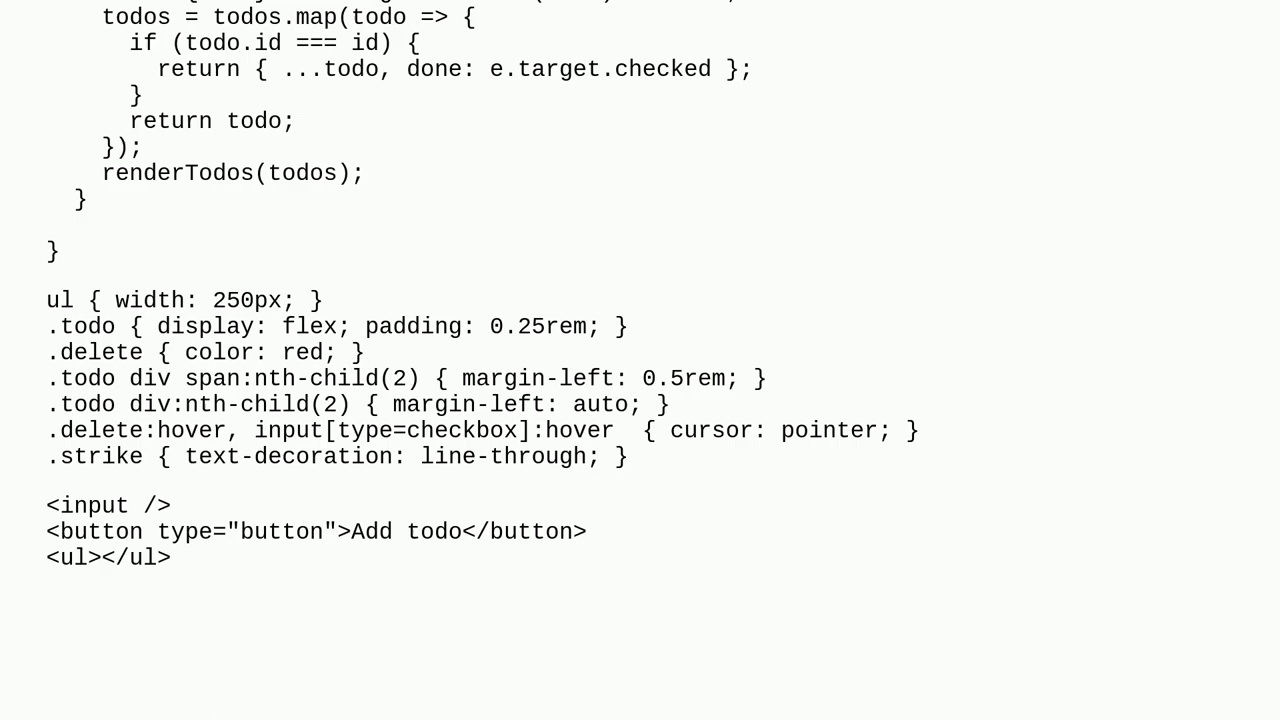 todos = todos.map(todo => {
      if (todo.id === id) {
        return { ...todo, done: e.target.checked };
      }
      return todo;
    });
    renderTodos(todos);
  }

}

ul { width: 250px; }
.todo { display: flex; padding: 0.25rem; }
.delete { color: red; }
.todo div span:nth-child(2) { margin-left: 0.5rem; }
.todo div:nth-child(2) { margin-left: auto; }
.delete:hover, input[type=checkbox]:hover  { cursor: pointer; }
.strike { text-decoration: line-through; }

<input />
<button type="button">Add todo</button>
<ul></ul>